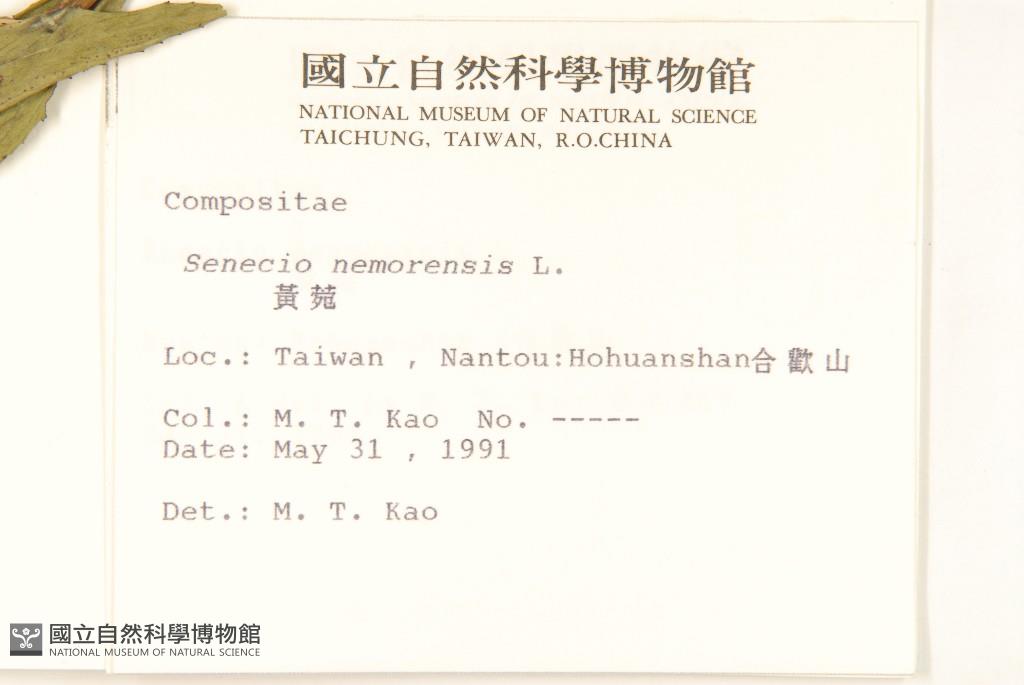 國立自然科學博物館
NATIONAL MUSEUM OF NATURAL SCIENCE
TAICHUNG, TAIWAN, R.O.CHINA
Compositae
Senecio nemorensis L.
黃菀
Loc.: Taiwan , Nantou:Hohuanshan合歡山
Col.: M. T. Kao No. -----
Date: May 31 , 1991
Det.: M. T. Kao
國立自然科學博物館
NATIONAL MUSEUM OF NATURAL SCIENCE